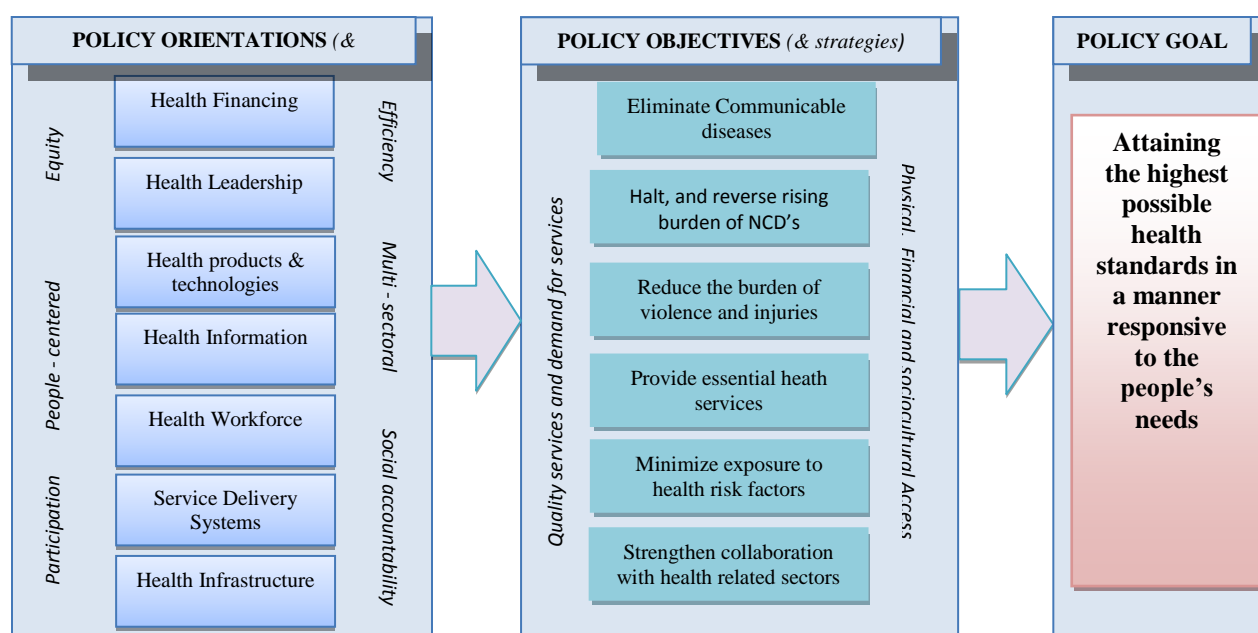 POLICY ORIENTATIONS (&
Equity
People - centered
Participation
Health Financing
Health Leadership
Health products &
technologies
Health Information
Health Workforce
Service Delivery
Systems
Health Infrastructure
Efficiency
Multi - sectoral
Social accountability
POLICY OBJECTIVES (& strategies)
Quality services and demand for services
Eliminate Communicable
diseases
Halt, and reverse rising
burden of NCD’s
Reduce the burden of
violence and injuries
Provide essential heath
services
Minimize exposure to
health risk factors
Strengthen collaboration
with health related sectors
Physical, Financial and sociocultural Access
POLICY GOAL
Attaining
the highest
possible
health
standards in
a manner
responsive
to the
people’s
needs